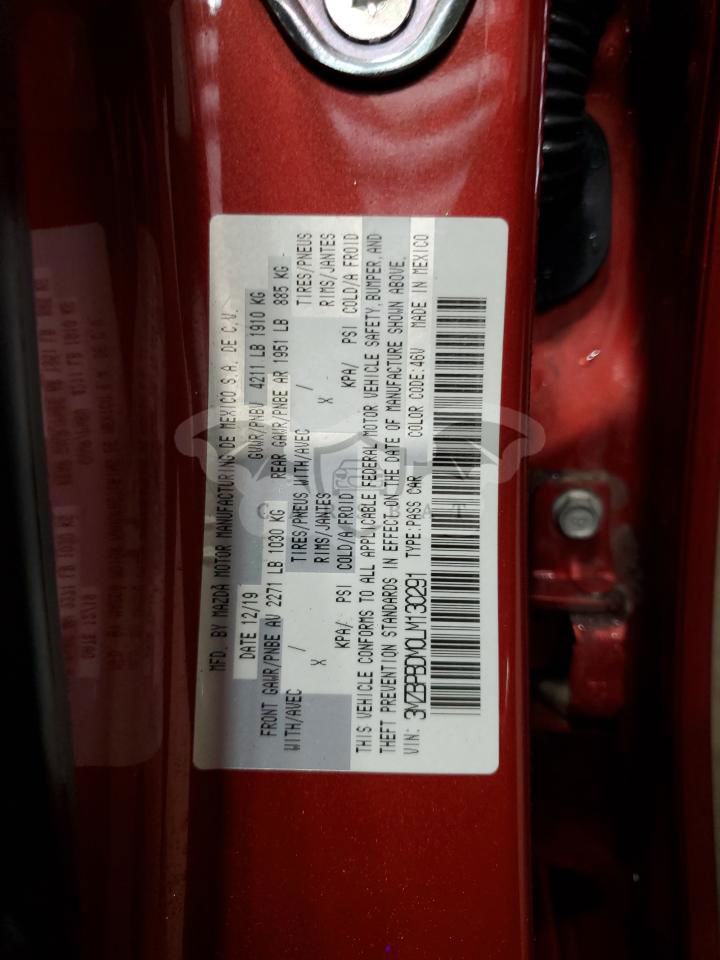 MFD. BY MAZDA MOTOR MANUFACTURING DE MEXICO S.A. DE C.V.
DATE 12/19 GVWR/PNBV 4211 LB 1910 KG
FRONT GAWR/PNBE AV 2271 LB 1030 KG REAR GAWR/PNBE AR 1951 LB 885 KG
WITH/AVEC / TIRES/PNEUS WITH/AVEC / TIRES/PNEUS
X RIMS/JANTES X RIMS/JANTES
KPA/ PSI COLD/A FROID KPA/ PSI COLD/A FROID
THIS VEHICLE CONFORMS TO ALL APPLICABLE FEDERAL MOTOR VEHICLE SAFETY, BUMPER, AND
THEFT PREVENTION STANDARDS IN EFFECT ON THE DATE OF MANUFACTURE SHOWN ABOVE.
VIN: 3MZBPBDM0LM130291 TYPE:PASS CAR COLOR CODE:46V MADE IN MEXICO